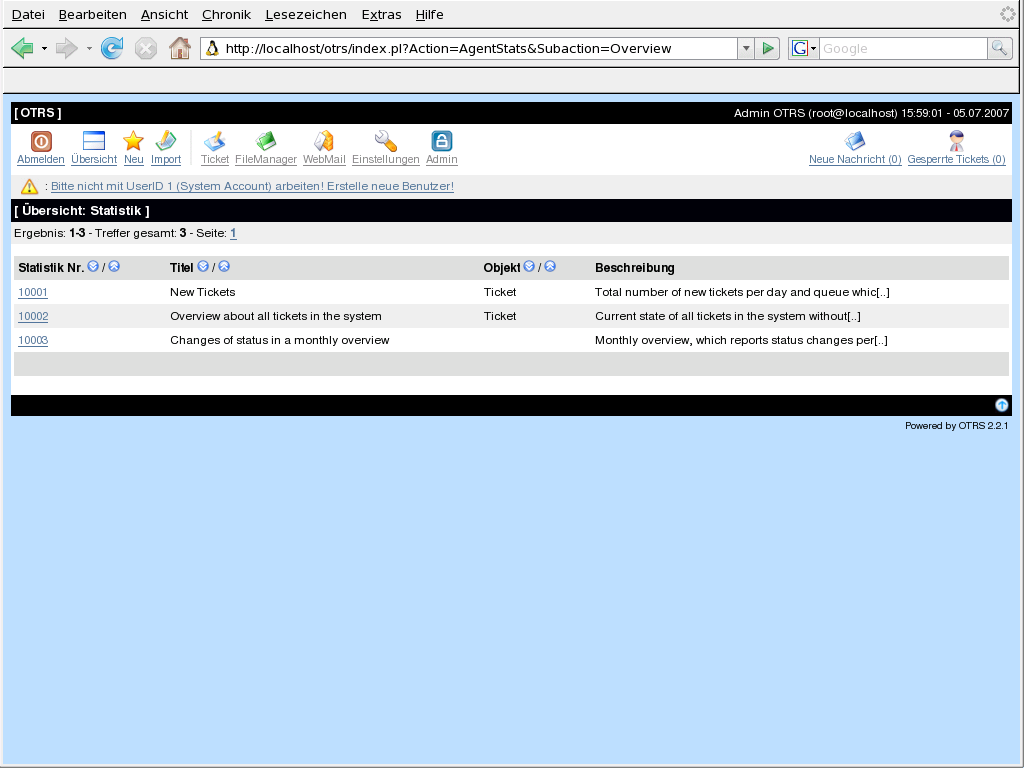 Datei Bearbeiten Ansicht Chronik Lesezeichen Extras Hilfe
http://localhost/otrs/index.pl?Action=AgentStats&Subaction=Overview G Google
[ OTRS ] Admin OTRS (root@localhost) 15:59:01 - 05.07.2007
Abmelden Übersicht Neu Import Ticket FileManager WebMail Einstellungen Admin Neue Nachricht (0) Gesperrte Tickets (0)
: Bitte nicht mit UserID 1 (System Account) arbeiten! Erstelle neue Benutzer!
[ Übersicht: Statistik ]
Ergebnis: 1-3 - Treffer gesamt: 3 - Seite: 1
Statistik Nr. / Titel / Objekt / Beschreibung
10001 New Tickets Ticket Total number of new tickets per day and queue whic[..]
10002 Overview about all tickets in the system Ticket Current state of all tickets in the system without[..]
10003 Changes of status in a monthly overview Monthly overview, which reports status changes per[..]
Powered by OTRS 2.2.1